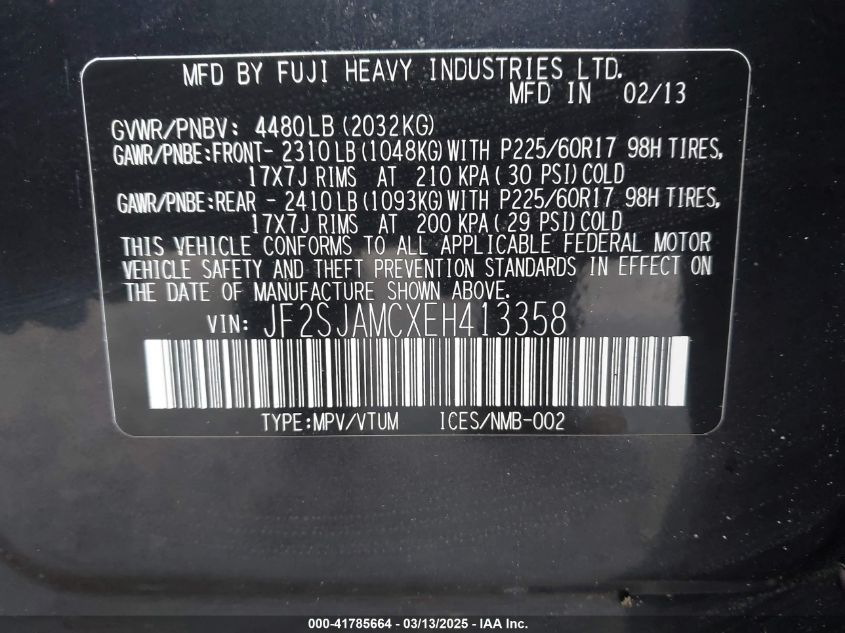 MFD BY FUJI HEAVY INDUSTRIES LTD.
MFD IN 02/13
GVWR/PNBV: 4480LB (2032KG)
GAWR/PNBE:FRONT- 2310LB (1048KG) WITH P225/60R17 98H TIRES,
17X7J RIMS AT 210 KPA( 30 PSI) COLD
GAWR/PNBE:REAR - 2410LB (1093KG) WITH P225/60R17 98H TIRES,
17X7J RIMS AT 200 KPA( 29 PSI) COLD
THIS VEHICLE CONFORMS TO ALL APPLICABLE FEDERAL MOTOR
VEHICLE SAFETY AND THEFT PREVENTION STANDARDS IN EFFECT ON
THE DATE OF MANUFACTURE SHOWN ABOVE.
VIN: JF2SJAMCXEH413358
TYPE:MPV/VTUM ICES/NMB-002
000-41785664 - 03/13/2025 - IAA Inc.